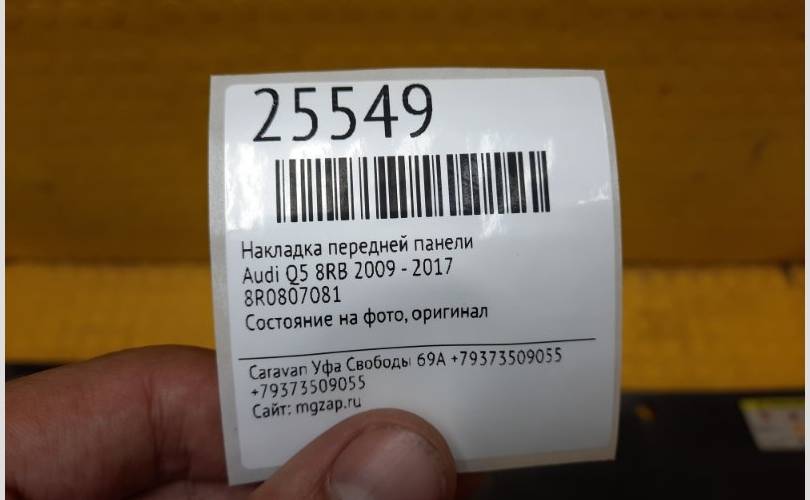 25549
Накладка передней панели
Audi Q5 8RB 2009 - 2017
8R0807081
Состояние на фото, оригинал
Caravan Уфа Свободы 69А +79373509055
+79373509055
Сайт: mgzap.ru